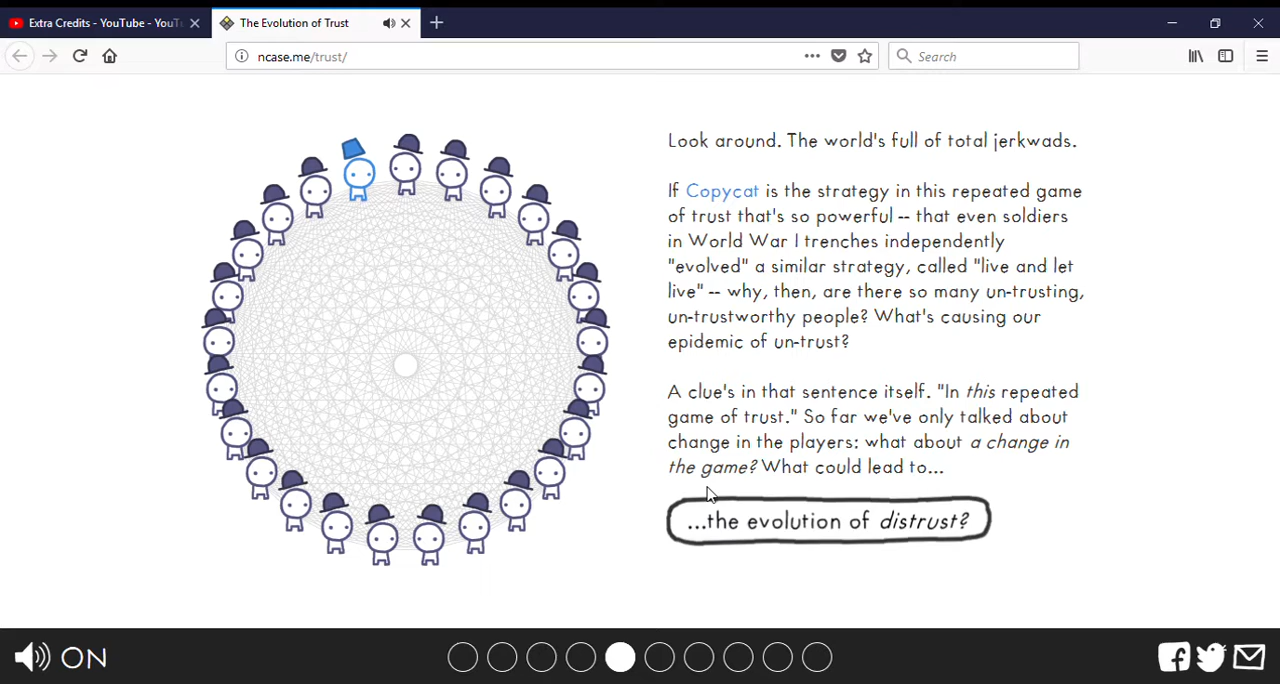 Extra Credits - YouTube - YouT
The Evolution of Trust
ncase.me/trust/
Search
Look around. The world's full of total jerkwads.
If Copycat is the strategy in this repeated game
of trust that's so powerful -- that even soldiers
in World War I trenches independently
"evolved" a similar strategy, called "live and let
live" -- why, then, are there so many un-trusting,
un-trustworthy people? What's causing our
epidemic of un-trust?
A clue's in that sentence itself. "In this repeated
game of trust." So far we've only talked about
change in the players: what about a change in
the game? What could lead to...
...the evolution of distrust?
ON